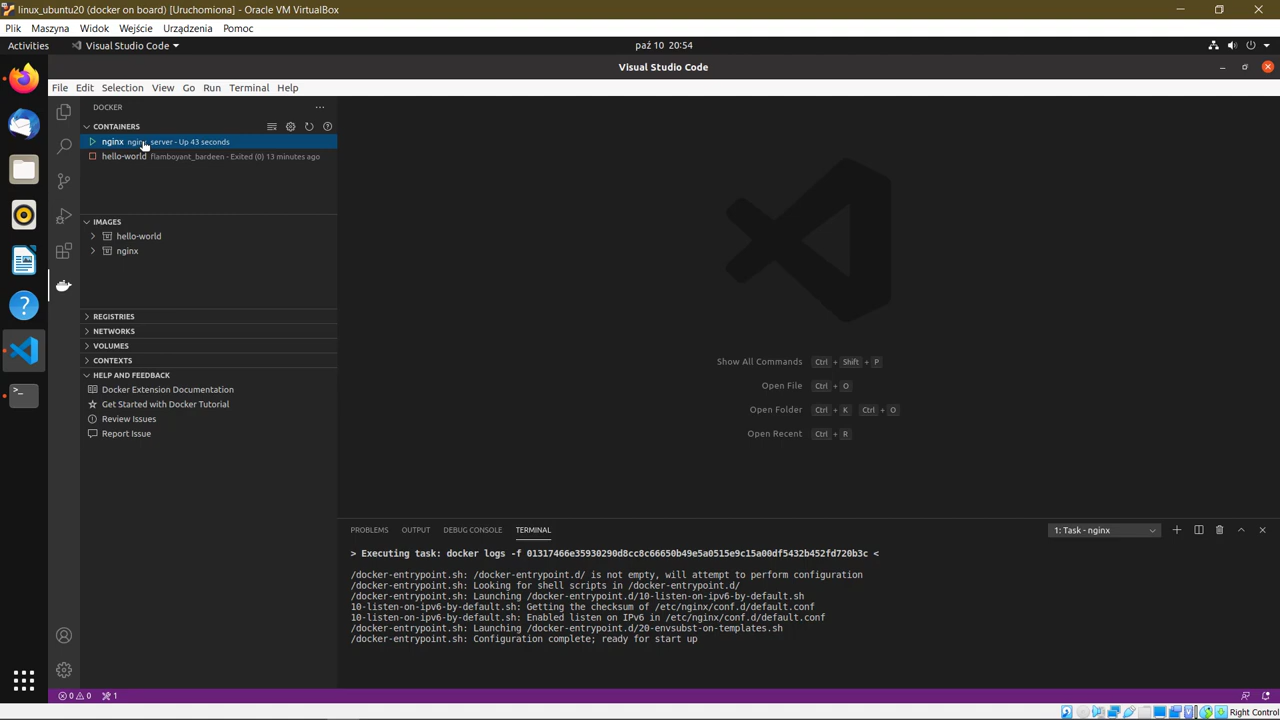 linux_ubuntu20 (docker on board) [Uruchomiona] - Oracle VM VirtualBox
Plik Maszyna Widok Wejście Urządzenia Pomoc
Activities Visual Studio Code paź 10 20:54
Visual Studio Code
File Edit Selection View Go Run Terminal Help
DOCKER
CONTAINERS
nginx nginx_server - Up 43 seconds
hello-world flamboyant_bardeen - Exited (0) 13 minutes ago
IMAGES
hello-world
nginx
REGISTRIES
NETWORKS
VOLUMES
CONTEXTS
HELP AND FEEDBACK
Docker Extension Documentation
Get Started with Docker Tutorial
Review Issues
Report Issue
Show All Commands Ctrl + Shift + P
Open File Ctrl + O
Open Folder Ctrl + K Ctrl + O
Open Recent Ctrl + R
PROBLEMS OUTPUT DEBUG CONSOLE TERMINAL 1: Task - nginx
> Executing task: docker logs -f 01317466e35930290d8cc8c66650b49e5a0515e9c15a00df5432b452fd720b3c <
/docker-entrypoint.sh: /docker-entrypoint.d/ is not empty, will attempt to perform configuration
/docker-entrypoint.sh: Looking for shell scripts in /docker-entrypoint.d/
/docker-entrypoint.sh: Launching /docker-entrypoint.d/10-listen-on-ipv6-by-default.sh
10-listen-on-ipv6-by-default.sh: Getting the checksum of /etc/nginx/conf.d/default.conf
10-listen-on-ipv6-by-default.sh: Enabled listen on IPv6 in /etc/nginx/conf.d/default.conf
/docker-entrypoint.sh: Launching /docker-entrypoint.d/20-envsubst-on-templates.sh
/docker-entrypoint.sh: Configuration complete; ready for start up
0 0 1
Right Control